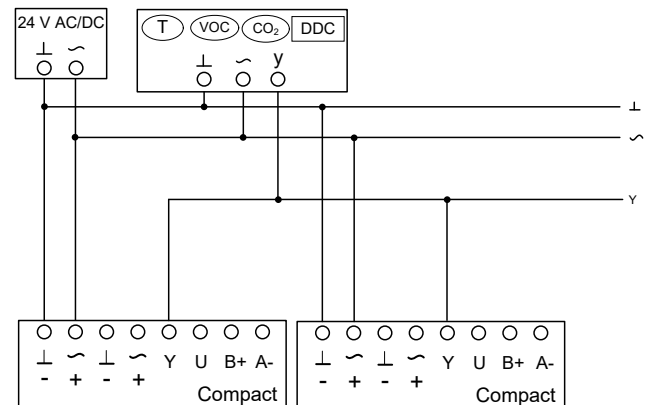 24 V AC/DC
T VOC CO₂ DDC
⊥ ~
⊥ ~ y
⊥
~
Y
⊥ ~ ⊥ ~ Y U B+ A-
- + - +
Compact
⊥ ~ ⊥ ~ Y U B+ A-
- + - +
Compact